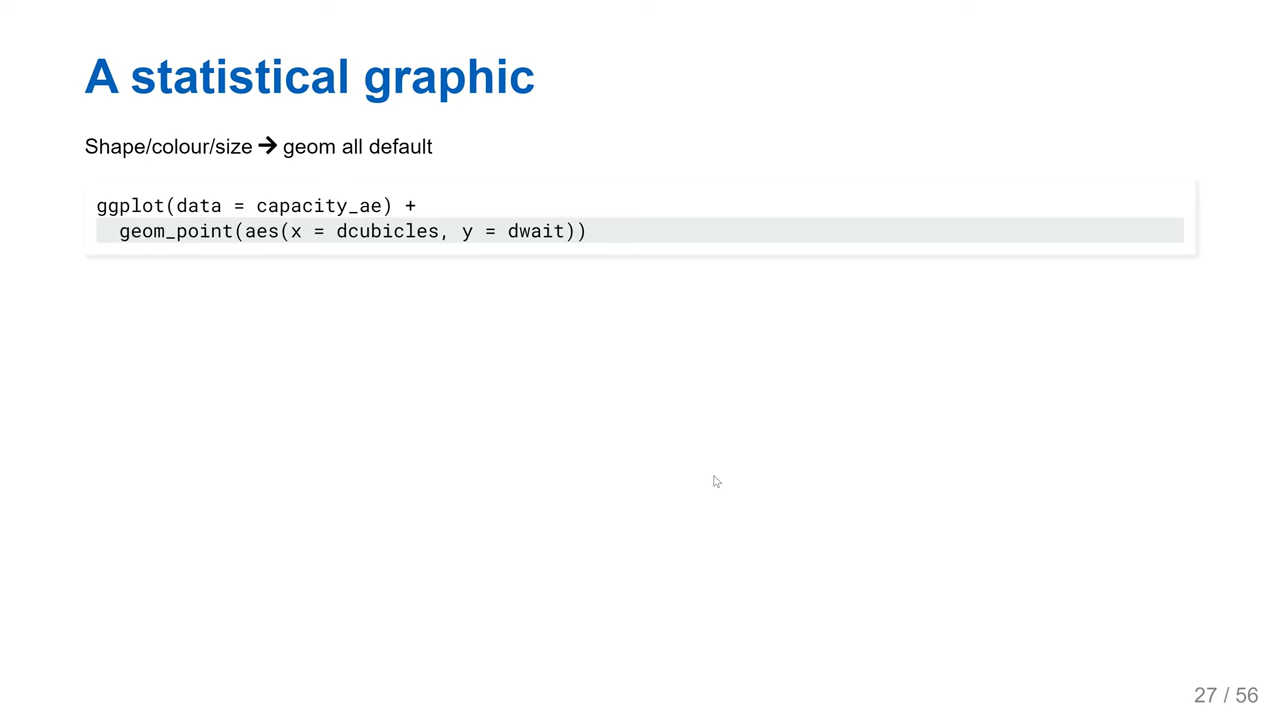 A statistical graphic
Shape/colour/size → geom all default
ggplot(data = capacity_ae) +
geom_point(aes(x = dcubicles, y = dwait))
27 / 56